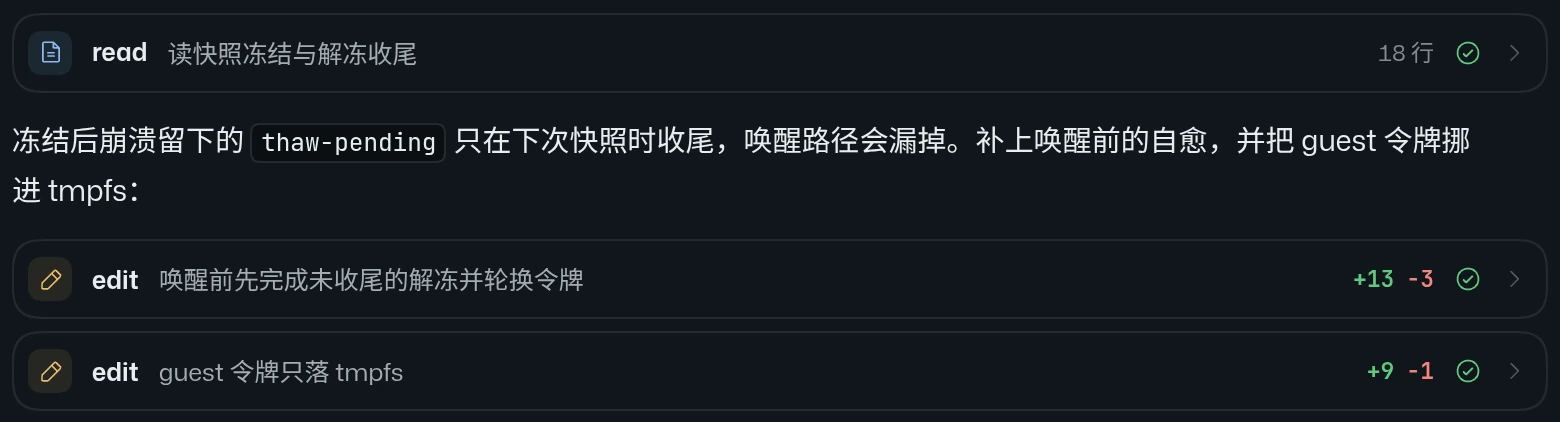 read 读快照冻结与解冻收尾 18 行
冻结后崩溃留下的 thaw-pending 只在下次快照时收尾，唤醒路径会漏掉。补上唤醒前的自愈，并把 guest 令牌挪
进 tmpfs：
edit 唤醒前先完成未收尾的解冻并轮换令牌 +13 -3
edit guest 令牌只落 tmpfs +9 -1